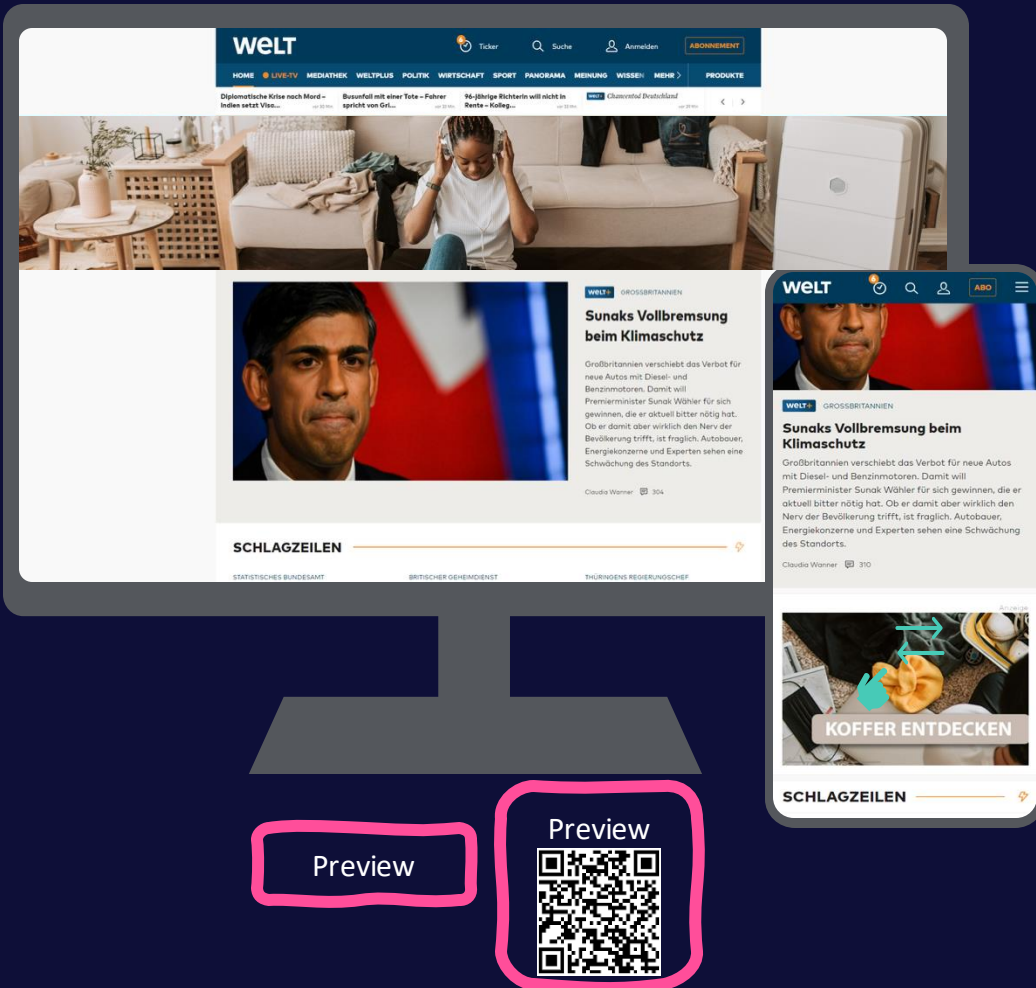 WELT
6
Ticker
Suche
Anmelden
ABONNEMENT
HOME
LIVE-TV
MEDIATHEK
WELTPLUS
POLITIK
WIRTSCHAFT
SPORT
PANORAMA
MEINUNG
WISSEN
MEHR
PRODUKTE
Diplomatische Krise nach Mord –
Indien setzt Visa...
Busunfall mit einer Tote – Fahrer
spricht von Gri...
96-jährige Richterin will nicht in
Rente – Kolleg...
WELT+ Chancentod Deutschland
WELT+ GROSSBRITANNIEN
Sunaks Vollbremsung
beim Klimaschutz
Großbritannien verschiebt das Verbot für
neue Autos mit Diesel- und
Benzinmotoren. Damit will
Premierminister Sunak Wähler für sich
gewinnen, die er aktuell bitter nötig hat.
Ob er damit aber wirklich den Nerv der
Bevölkerung trifft, ist fraglich. Autobauer,
Energiekonzerne und Experten sehen eine
Schwächung des Standorts.
Claudia Wanner 304
SCHLAGZEILEN
STATISTISCHES BUNDESAMT
BRITISCHER GEHEIMDIENST
THÜRINGENS REGIERUNGSCHEF
WELT
6
ABO
WELT+ GROSSBRITANNIEN
Sunaks Vollbremsung beim
Klimaschutz
Großbritannien verschiebt das Verbot für neue Autos
mit Diesel- und Benzinmotoren. Damit will
Premierminister Sunak Wähler für sich gewinnen, die er
aktuell bitter nötig hat. Ob er damit aber wirklich den
Nerv der Bevölkerung trifft, ist fraglich. Autobauer,
Energiekonzerne und Experten sehen eine Schwächung
des Standorts.
Claudia Wanner 310
Anzeige
KOFFER ENTDECKEN
SCHLAGZEILEN
Preview
Preview